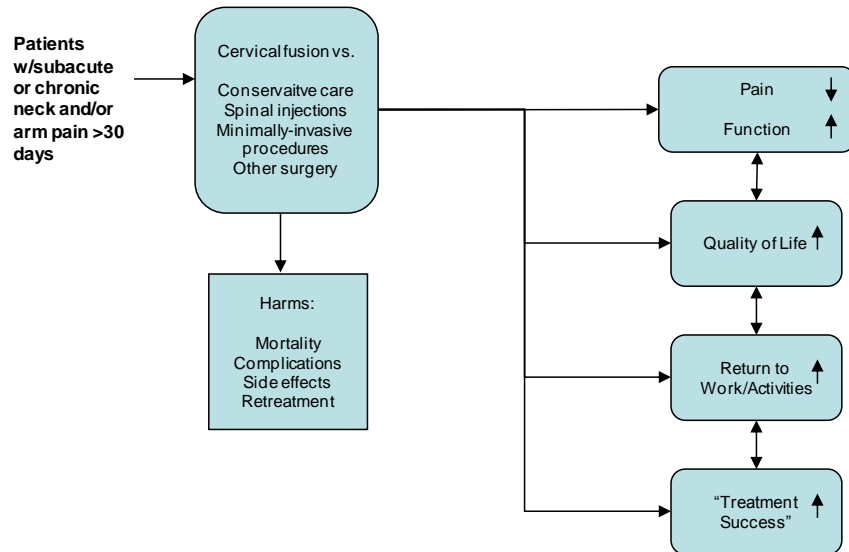 Patients
w/subacute
or chronic
neck and/or
arm pain >30
days
Cervical fusion vs.
Conservaitve care
Spinal injections
Minimally-invasive
procedures
Other surgery
Harms:
Mortality
Complications
Side effects
Retreatment
Pain
Function
Quality of Life
Return to
Work/Activities
“Treatment
Success”